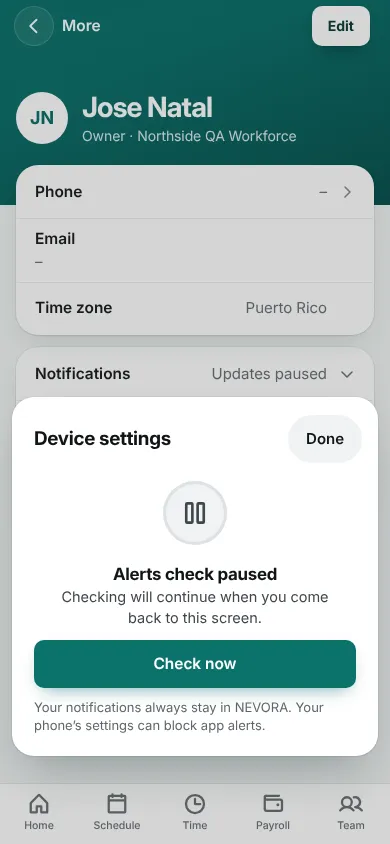 More
Edit
JN
Jose Natal
Owner · Northside QA Workforce
Phone
–
Email
–
Time zone
Puerto Rico
Notifications
Updates paused
Device settings
Done
Alerts check paused
Checking will continue when you come
back to this screen.
Check now
Your notifications always stay in NEVORA. Your
phone’s settings can block app alerts.
Home
Schedule
Time
Payroll
Team